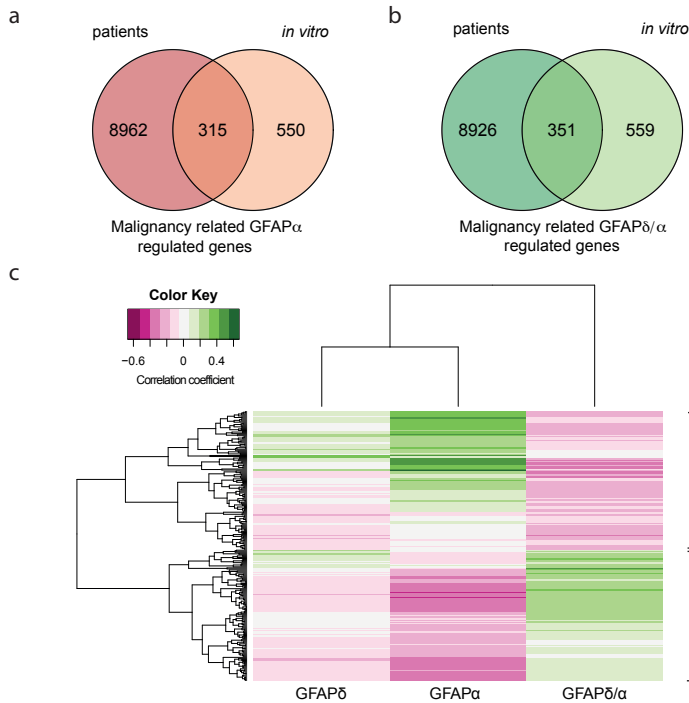 a
patients
in vitro
8962
315
550
Malignancy related GFAPα
regulated genes
b
patients
in vitro
8926
351
559
Malignancy related GFAPδ/α
regulated genes
c
Color Key
−0.6 0 0.4
Correlation coefficient
GFAPδ GFAPα GFAPδ/α